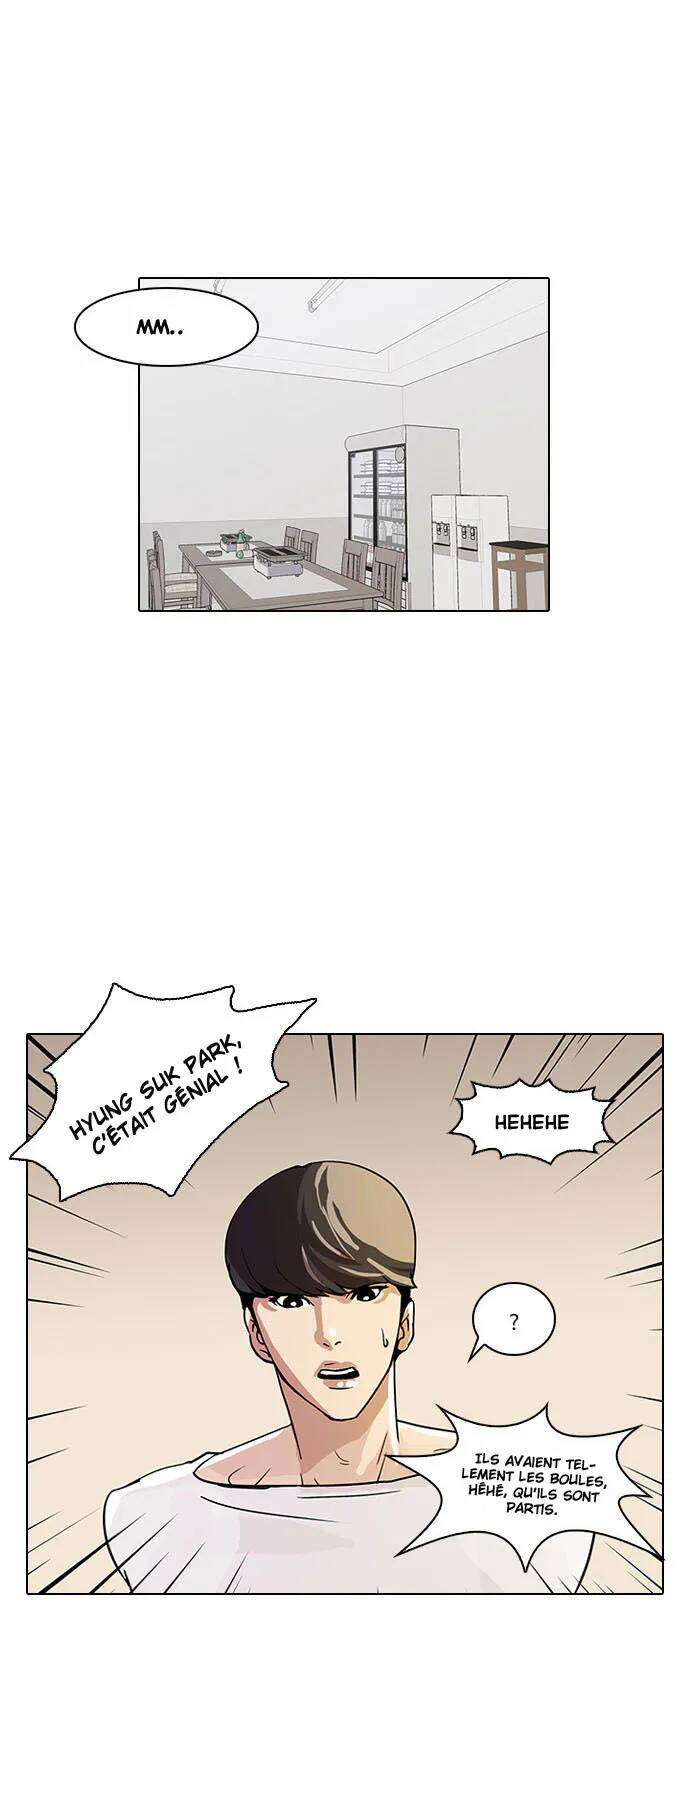 MM..
HYUNG SUK PARK,
C'ÉTAIT GÉNIAL !
HEHEHE
?
ILS AVAIENT TEL-
LEMENT LES BOULES,
HÉHÉ, QU'ILS SONT
PARTIS.